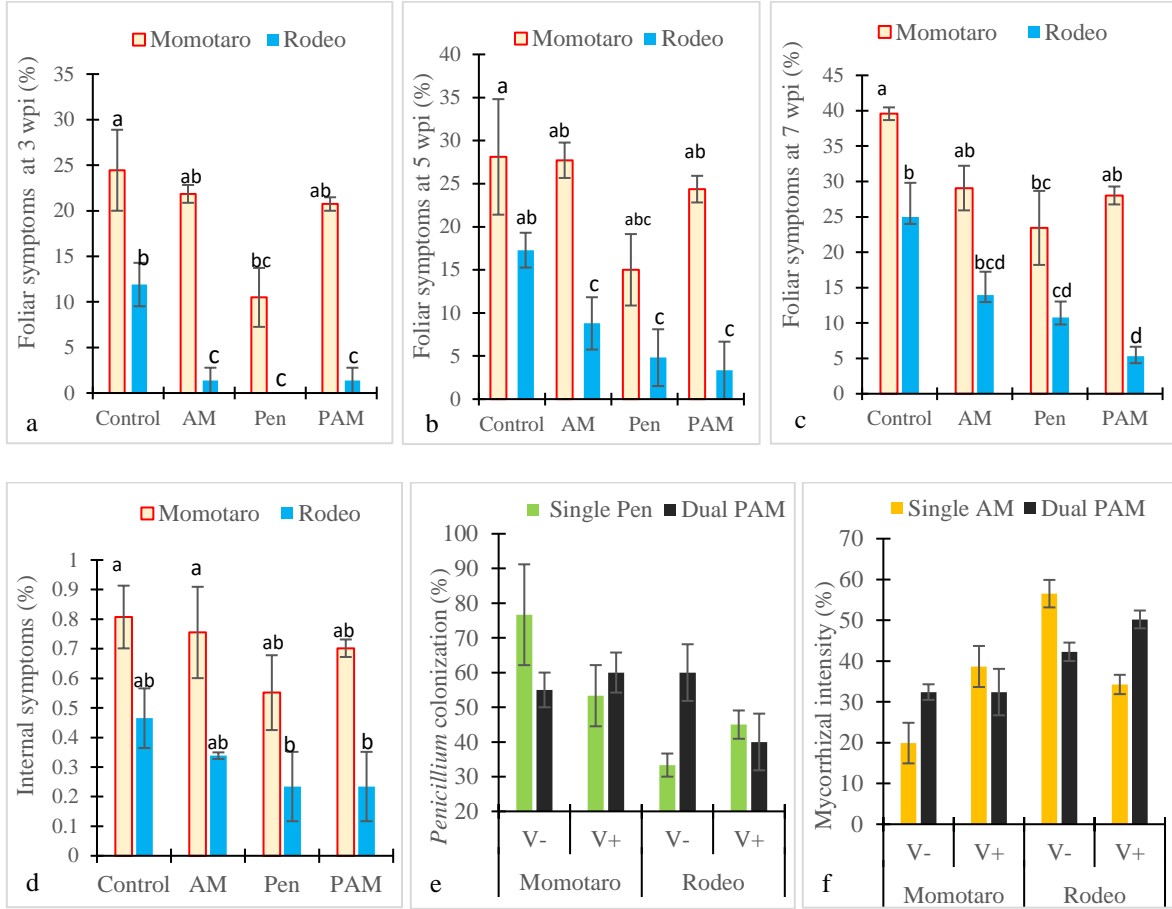 Momotaro Rodeo
Foliar symptoms at 3 wpi (%)
35
30
25
20
15
10
5
0
a
b
ab
c
bc
c
ab
c
Control AM Pen PAM
a
Momotaro Rodeo
Foliar symptoms at 5 wpi (%)
40
35
30
25
20
15
10
5
0
a
ab
ab
c
abc
c
ab
c
Control AM Pen PAM
b
Momotaro Rodeo
Foliar symptoms at 7 wpi (%)
45
40
35
30
25
20
15
10
5
0
a
b
ab
bcd
bc
cd
ab
d
Control AM Pen PAM
c
Momotaro Rodeo
Internal symptoms (%)
1
0.9
0.8
0.7
0.6
0.5
0.4
0.3
0.2
0.1
0
a
ab
a
ab
ab
b
ab
b
Control AM Pen PAM
d
Single Pen Dual PAM
Penicillium colonization (%)
100
90
80
70
60
50
40
30
20
V- V+ V- V+
Momotaro Rodeo
e
Single AM Dual PAM
Mycorrhizal intensity (%)
70
60
50
40
30
20
10
0
V- V+ V- V+
Momotaro Rodeo
f